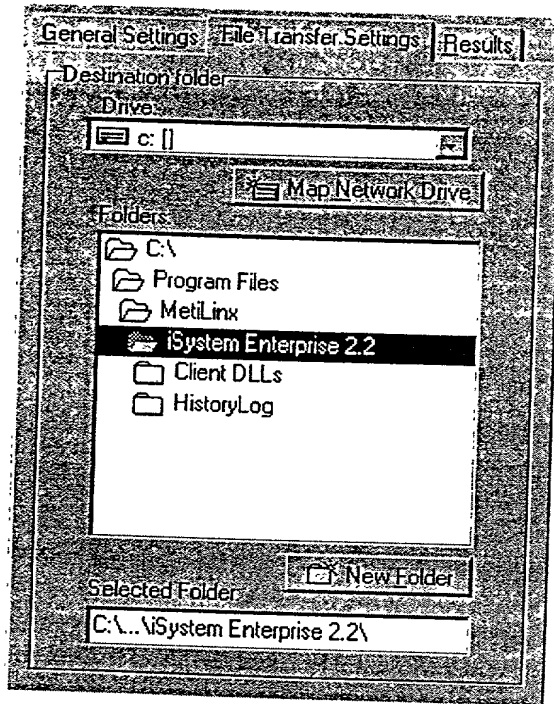 General Settings File Transfer Settings Results
Destination folder
Drive:
c: []
Map Network Drive
Folders:
C:\
Program Files
MetiLinx
iSystem Enterprise 2.2
Client DLLs
HistoryLog
New Folder
Selected Folder:
C:\...\iSystem Enterprise 2.2\